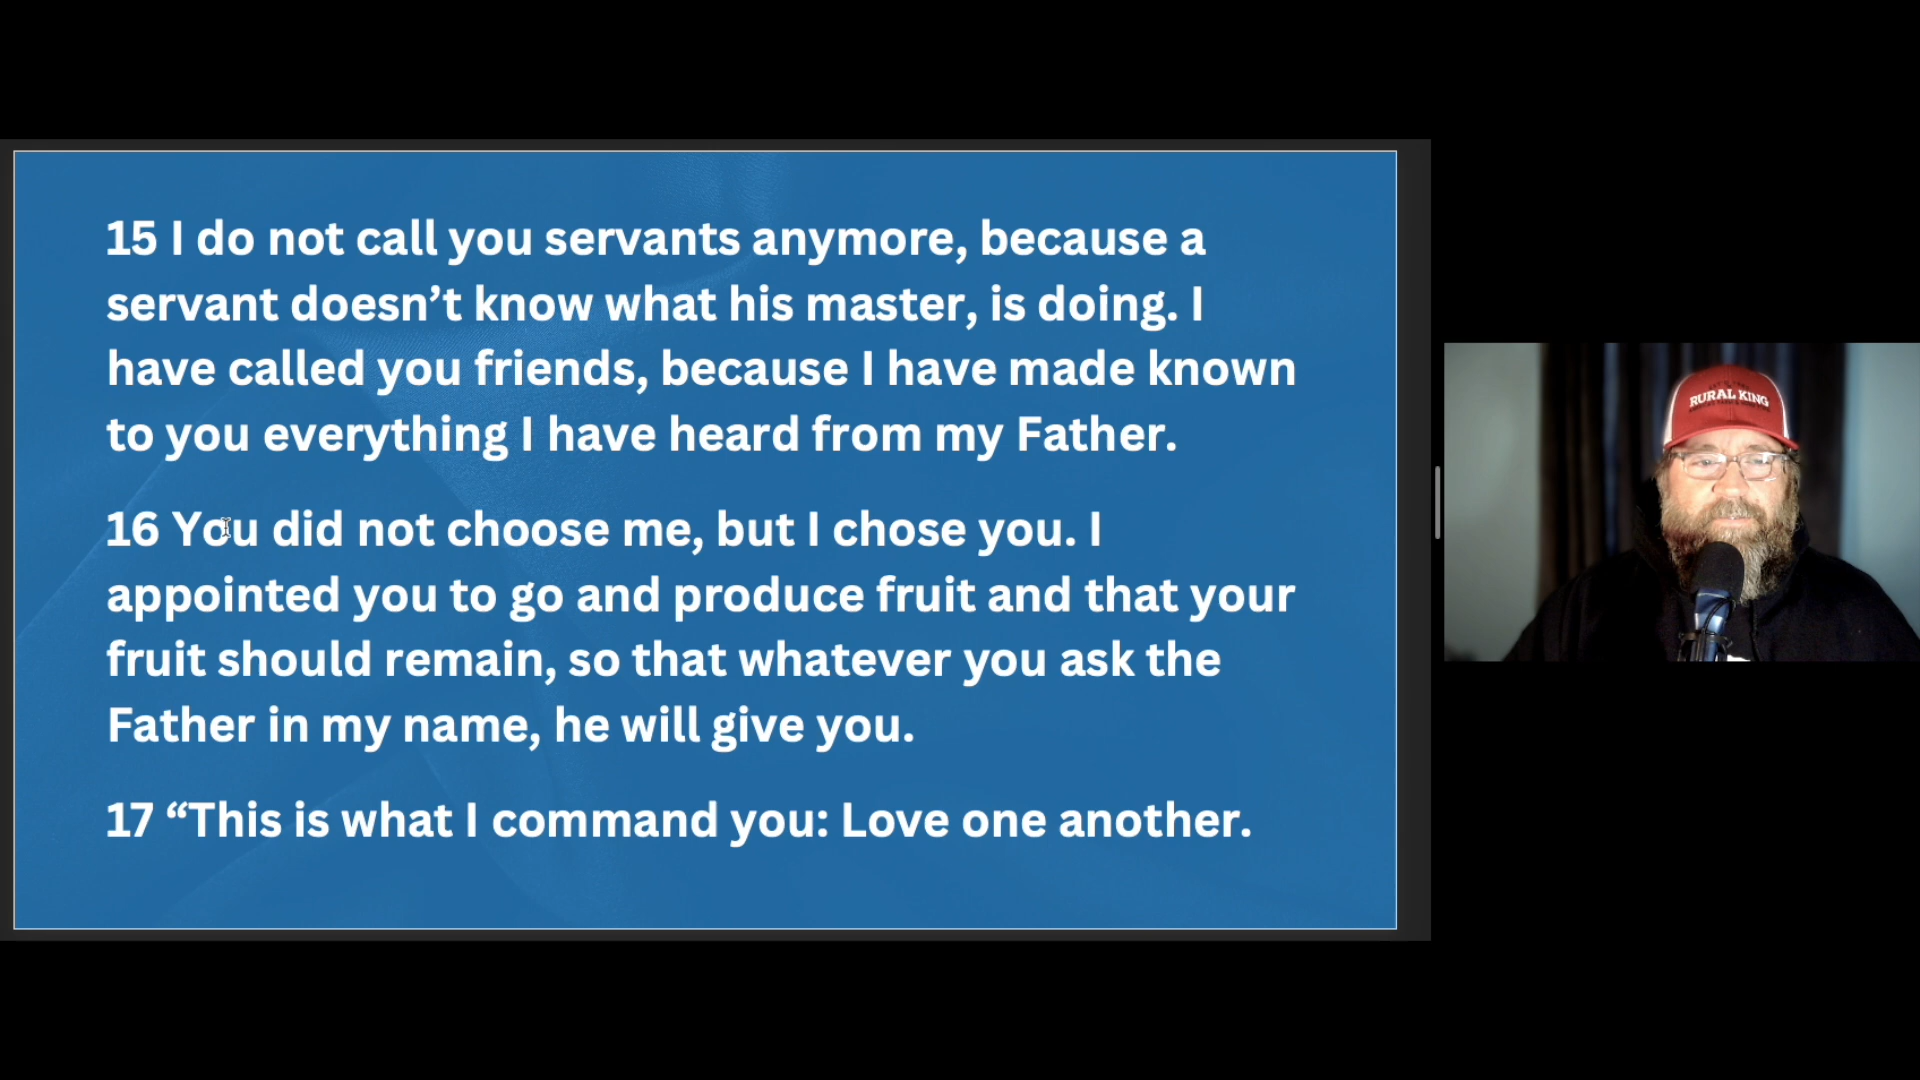 15 I do not call you servants anymore, because a
servant doesn’t know what his master, is doing. I
have called you friends, because I have made known
to you everything I have heard from my Father.
16 You did not choose me, but I chose you. I
appointed you to go and produce fruit and that your
fruit should remain, so that whatever you ask the
Father in my name, he will give you.
17 “This is what I command you: Love one another.
RURAL KING